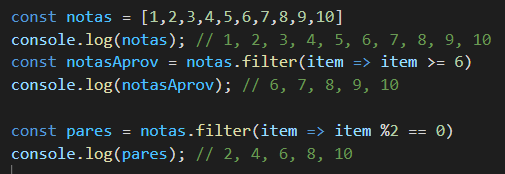 const notas = [1,2,3,4,5,6,7,8,9,10]
console.log(notas); // 1, 2, 3, 4, 5, 6, 7, 8, 9, 10
const notasAprov = notas.filter(item => item >= 6)
console.log(notasAprov); // 6, 7, 8, 9, 10
const pares = notas.filter(item => item %2 == 0)
console.log(pares); // 2, 4, 6, 8, 10